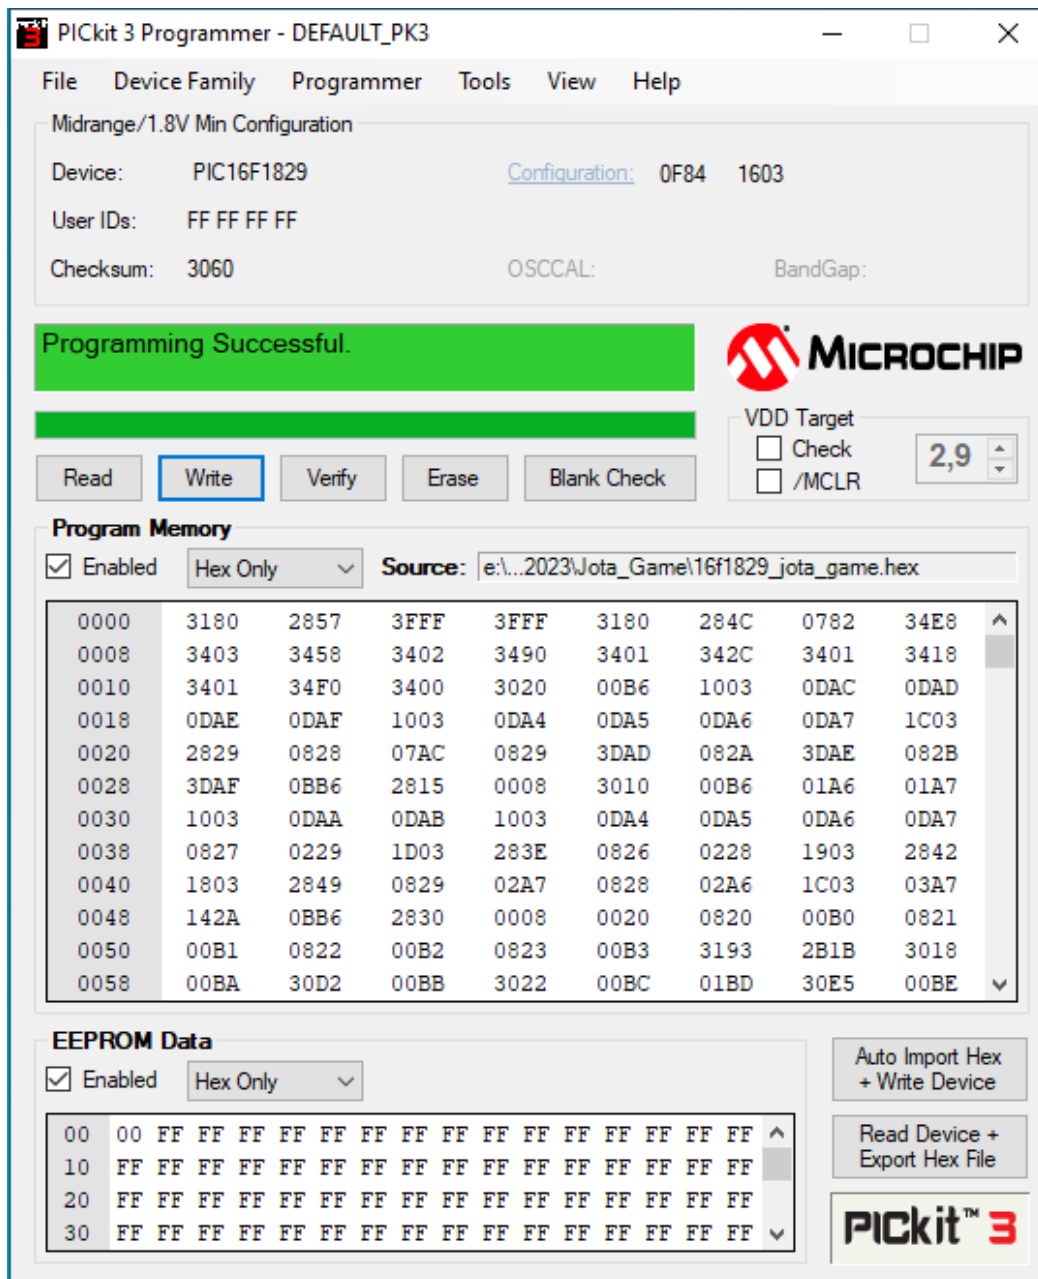 PICkit 3 Programmer - DEFAULT_PK3
File Device Family Programmer Tools View Help
Midrange/1.8V Min Configuration
Device: PIC16F1829 Configuration: 0F84 1603
User IDs: FF FF FF FF
Checksum: 3060 OSCCAL: BandGap:
Programming Successful.
MICROCHIP
VDD Target
Check
/MCLR
2,9
Read Write Verify Erase Blank Check
Program Memory
Enabled Hex Only Source: e:\...2023\Jota_Game\16f1829_jota_game.hex
0000 3180 2857 3FFF 3FFF 3180 284C 0782 34E8
0008 3403 3458 3402 3490 3401 342C 3401 3418
0010 3401 34F0 3400 3020 00B6 1003 0DAC 0DAD
0018 0DAE 0DAF 1003 0DA4 0DA5 0DA6 0DA7 1C03
0020 2829 0828 07AC 0829 3DAD 082A 3DAE 082B
0028 3DAF 0BB6 2815 0008 3010 00B6 01A6 01A7
0030 1003 0DAA 0DAB 1003 0DA4 0DA5 0DA6 0DA7
0038 0827 0229 1D03 283E 0826 0228 1903 2842
0040 1803 2849 0829 02A7 0828 02A6 1C03 03A7
0048 142A 0BB6 2830 0008 0020 0820 00B0 0821
0050 00B1 0822 00B2 0823 00B3 3193 2B1B 3018
0058 00BA 30D2 00BB 3022 00BC 01BD 30E5 00BE
EEPROM Data
Enabled Hex Only
00 00 FF FF FF FF FF FF FF FF FF FF FF FF FF FF FF
10 FF FF FF FF FF FF FF FF FF FF FF FF FF FF FF FF
20 FF FF FF FF FF FF FF FF FF FF FF FF FF FF FF FF
30 FF FF FF FF FF FF FF FF FF FF FF FF FF FF FF FF
Auto Import Hex
+ Write Device
Read Device +
Export Hex File
PICkit™ 3